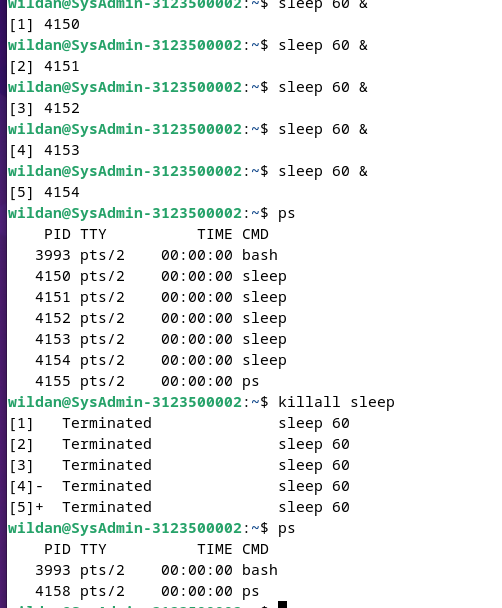 wildan@SysAdmin-3123500002:~$ sleep 60 &
[1] 4150
wildan@SysAdmin-3123500002:~$ sleep 60 &
[2] 4151
wildan@SysAdmin-3123500002:~$ sleep 60 &
[3] 4152
wildan@SysAdmin-3123500002:~$ sleep 60 &
[4] 4153
wildan@SysAdmin-3123500002:~$ sleep 60 &
[5] 4154
wildan@SysAdmin-3123500002:~$ ps
    PID TTY          TIME CMD
   3993 pts/2    00:00:00 bash
   4150 pts/2    00:00:00 sleep
   4151 pts/2    00:00:00 sleep
   4152 pts/2    00:00:00 sleep
   4153 pts/2    00:00:00 sleep
   4154 pts/2    00:00:00 sleep
   4155 pts/2    00:00:00 ps
wildan@SysAdmin-3123500002:~$ killall sleep
[1]   Terminated              sleep 60
[2]   Terminated              sleep 60
[3]   Terminated              sleep 60
[4]-  Terminated              sleep 60
[5]+  Terminated              sleep 60
wildan@SysAdmin-3123500002:~$ ps
    PID TTY          TIME CMD
   3993 pts/2    00:00:00 bash
   4158 pts/2    00:00:00 ps
wildan@SysAdmin-3123500002:~$